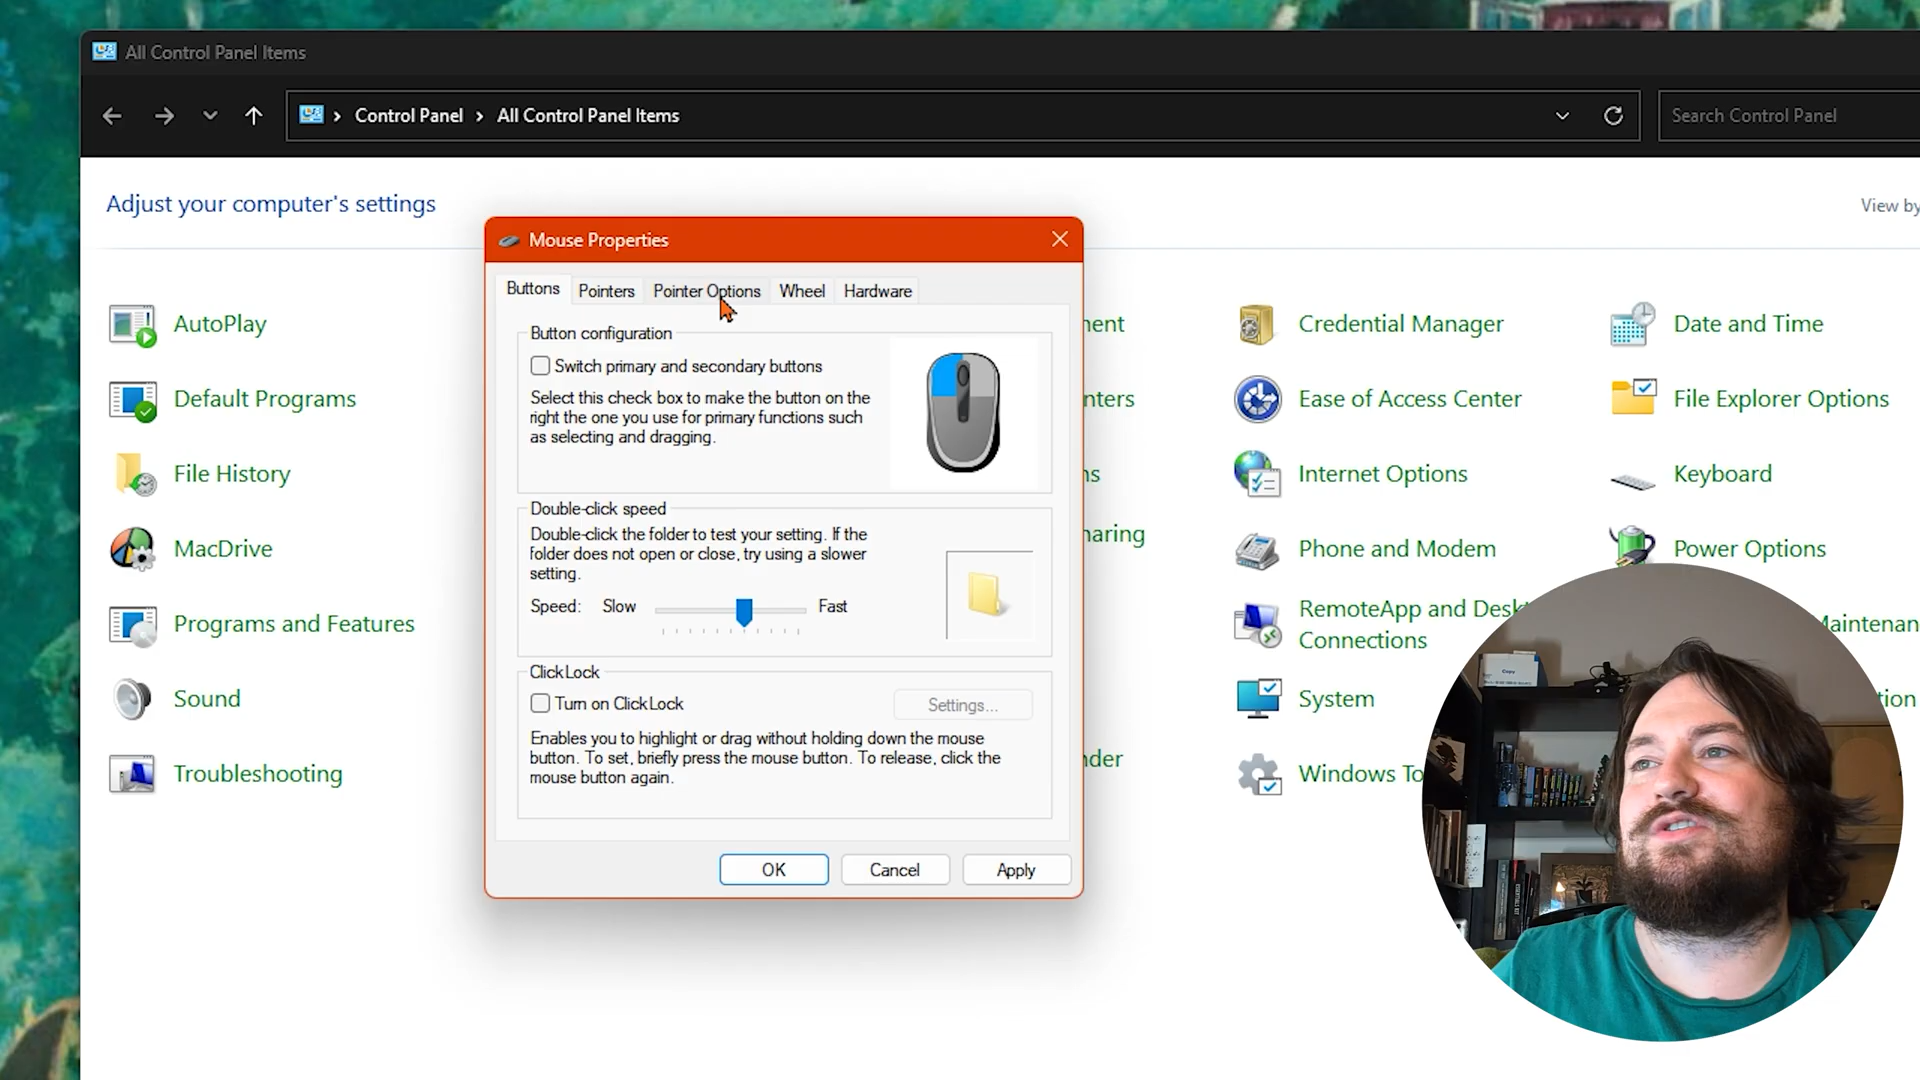 All Control Panel Items
Control Panel
All Control Panel Items
Search Control Panel
Adjust your computer's settings
View by
Mouse Properties
Buttons
Pointers
Pointer Options
Wheel
Hardware
Button configuration
Switch primary and secondary buttons
Select this check box to make the button on the
right the one you use for primary functions such
as selecting and dragging.
Double-click speed
Double-click the folder to test your setting. If the
folder does not open or close, try using a slower
setting.
Speed:
Slow
Fast
ClickLock
Turn on ClickLock
Settings...
Enables you to highlight or drag without holding down the mouse
button. To set, briefly press the mouse button. To release, click the
mouse button again.
OK
Cancel
Apply
AutoPlay
Default Programs
File History
MacDrive
Programs and Features
Sound
Troubleshooting
Credential Manager
Ease of Access Center
Internet Options
Phone and Modem
RemoteApp and Desk
Connections
System
Windows To
Date and Time
File Explorer Options
Keyboard
Power Options